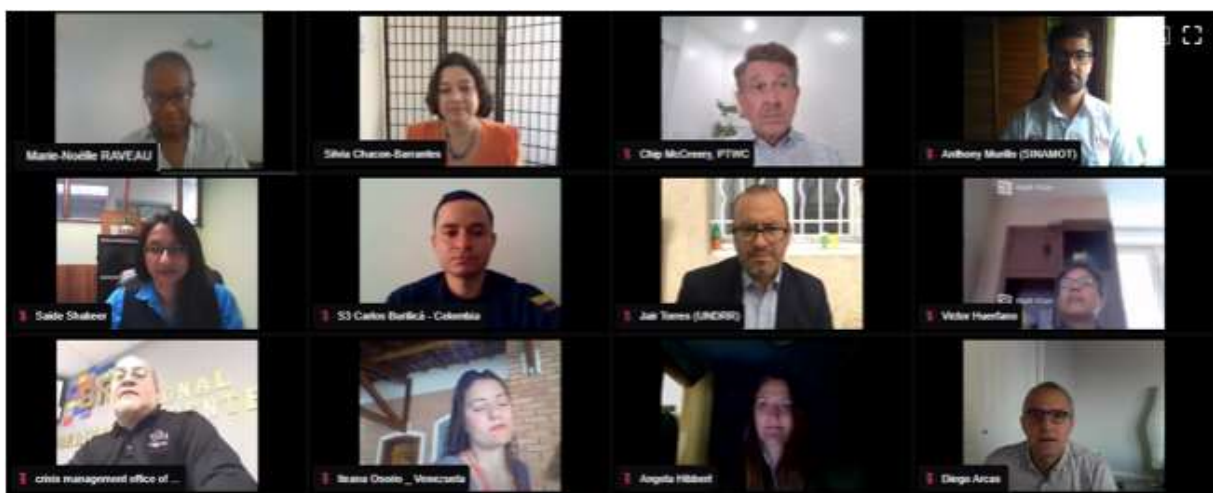 Marie-Noëlle RAVEAU
Silvia Chacon-Barrantes
Chip McCreery, PTWC
Anthony Murillo (SINAMOT)
Saide Shakeer
S3 Carlos Barliicá - Colombia
Jair Torres (UNDRR)
Victor Huerfano
crisis management office of ...
Ileana Osorio _ Venezuela
Angela Hibbert
Diego Arcas